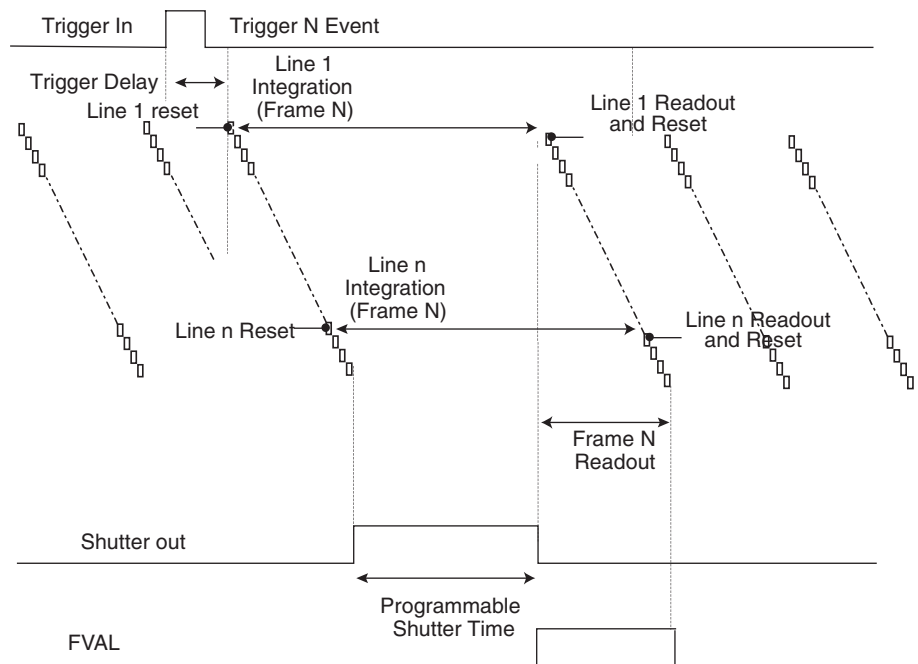 Trigger In
Trigger N Event
Trigger Delay
Line 1
Integration
(Frame N)
Line 1 reset
Line 1 Readout
and Reset
Line n
Integration
(Frame N)
Line n Reset
Line n Readout
and Reset
Frame N
Readout
Shutter out
Programmable
Shutter Time
FVAL